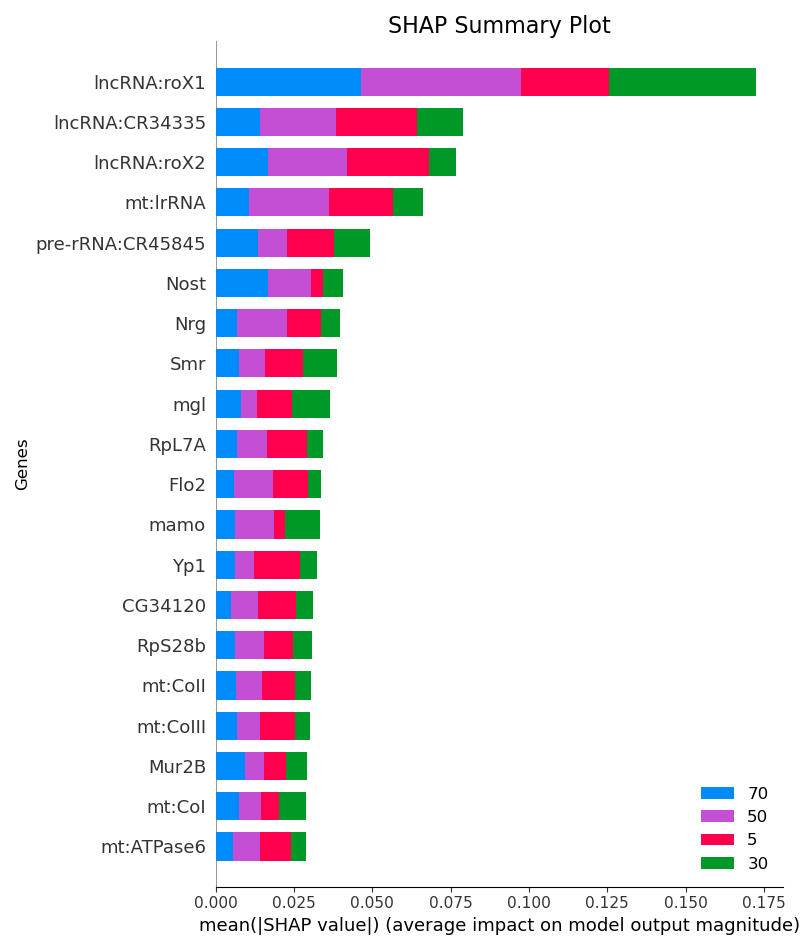 SHAP Summary Plot
Genes
lncRNA:roX1
lncRNA:CR34335
lncRNA:roX2
mt:lrRNA
pre-rRNA:CR45845
Nost
Nrg
Smr
mgl
RpL7A
Flo2
mamo
Yp1
CG34120
RpS28b
mt:CoII
mt:CoIII
Mur2B
mt:CoI
mt:ATPase6
70
50
5
30
0.000 0.025 0.050 0.075 0.100 0.125 0.150 0.175
mean(|SHAP value|) (average impact on model output magnitude)